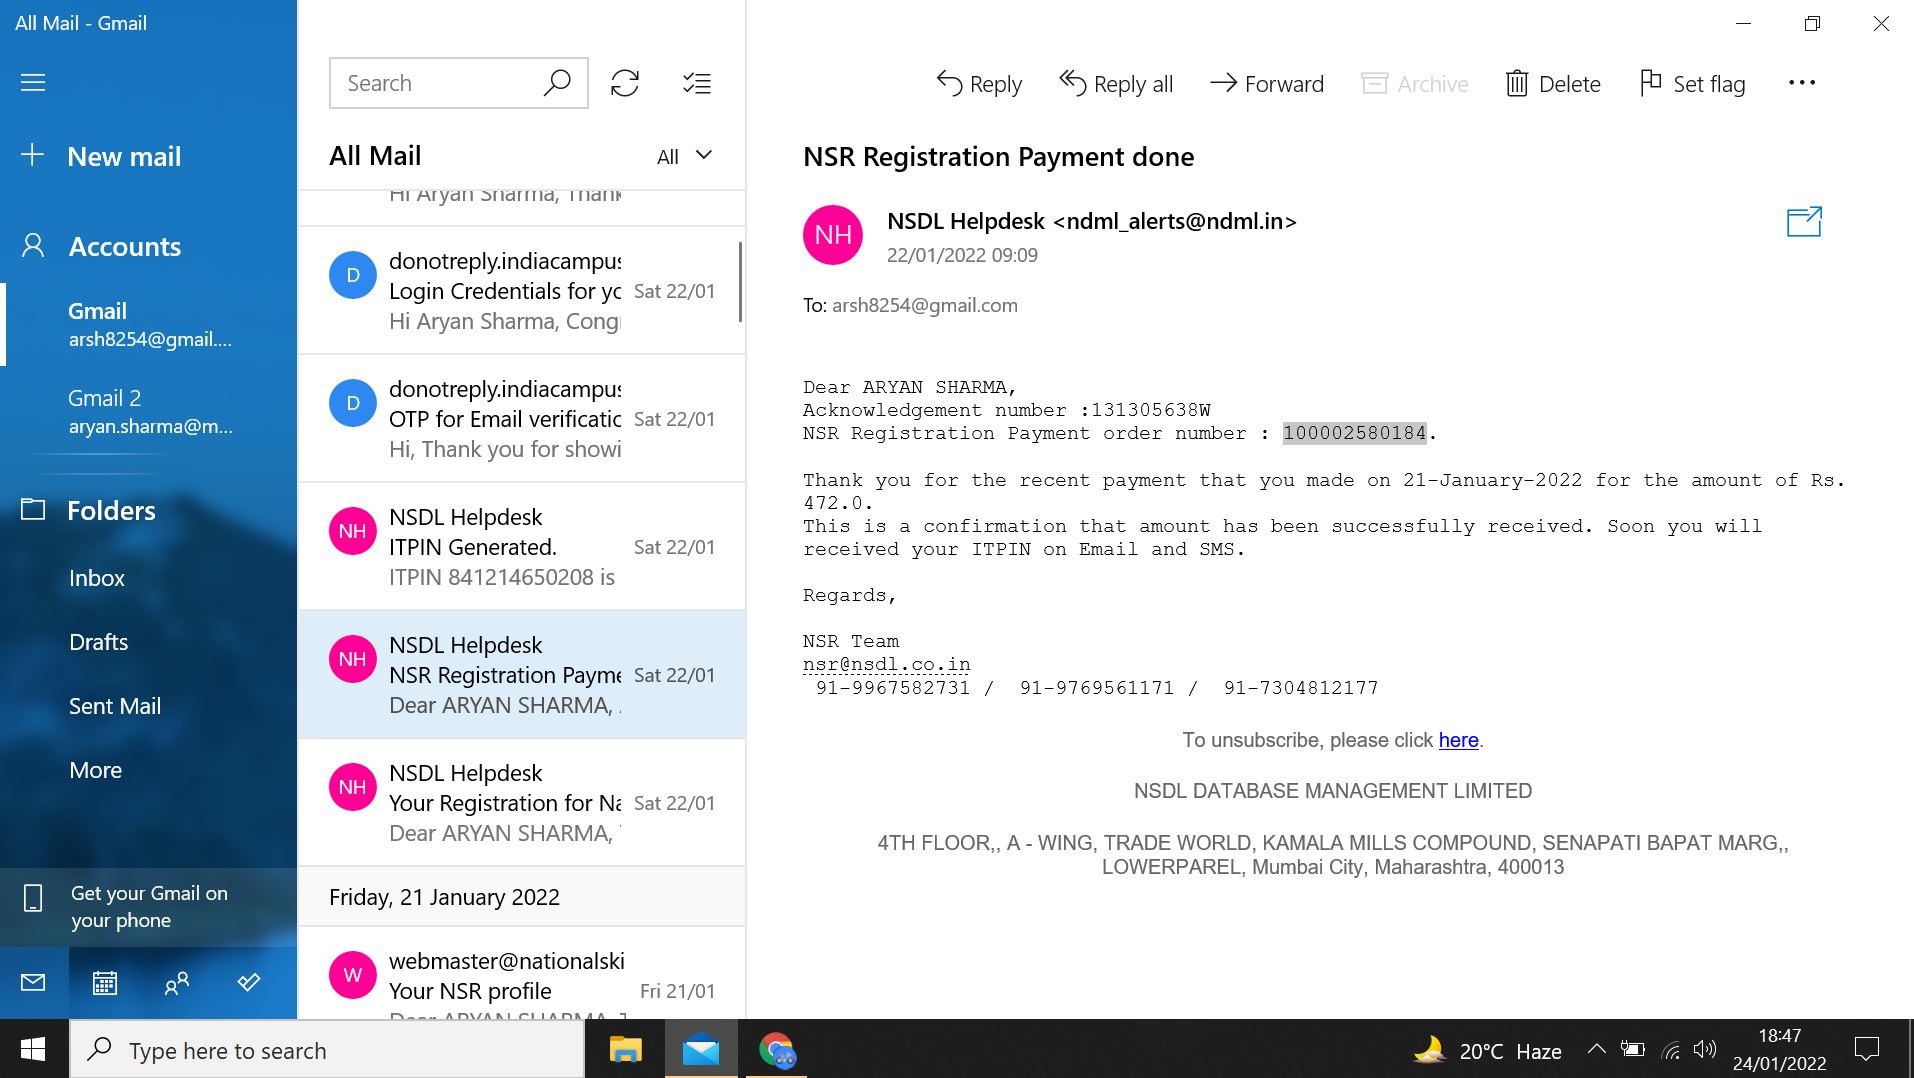 All Mail - Gmail
Search
Reply
Reply all
Forward
Archive
Delete
Set flag
New mail
All Mail
All
Accounts
Gmail
arsh8254@gmail....
Gmail 2
aryan.sharma@m...
Folders
Inbox
Drafts
Sent Mail
More
Get your Gmail on
your phone
Hi Aryan Sharma, Thank
D
donotreply.indiacampus
Login Credentials for yo
Sat 22/01
Hi Aryan Sharma, Cong
D
donotreply.indiacampus
OTP for Email verificatio
Sat 22/01
Hi, Thank you for showi
NH
NSDL Helpdesk
ITPIN Generated.
Sat 22/01
ITPIN 841214650208 is
NH
NSDL Helpdesk
NSR Registration Payme
Sat 22/01
Dear ARYAN SHARMA, .
NH
NSDL Helpdesk
Your Registration for Na
Sat 22/01
Dear ARYAN SHARMA,
Friday, 21 January 2022
W
webmaster@nationalski
Your NSR profile
Fri 21/01
Dear ARYAN SHARMA, T
NSR Registration Payment done
NH
NSDL Helpdesk <ndml_alerts@ndml.in>
22/01/2022 09:09
To: arsh8254@gmail.com
Dear ARYAN SHARMA,
Acknowledgement number :131305638W
NSR Registration Payment order number : 100002580184.
Thank you for the recent payment that you made on 21-January-2022 for the amount of Rs.
472.0.
This is a confirmation that amount has been successfully received. Soon you will
received your ITPIN on Email and SMS.
Regards,
NSR Team
nsr@nsdl.co.in
91-9967582731 / 91-9769561171 / 91-7304812177
To unsubscribe, please click here.
NSDL DATABASE MANAGEMENT LIMITED
4TH FLOOR,, A - WING, TRADE WORLD, KAMALA MILLS COMPOUND, SENAPATI BAPAT MARG,,
LOWERPAREL, Mumbai City, Maharashtra, 400013
Type here to search
20°C Haze
18:47
24/01/2022